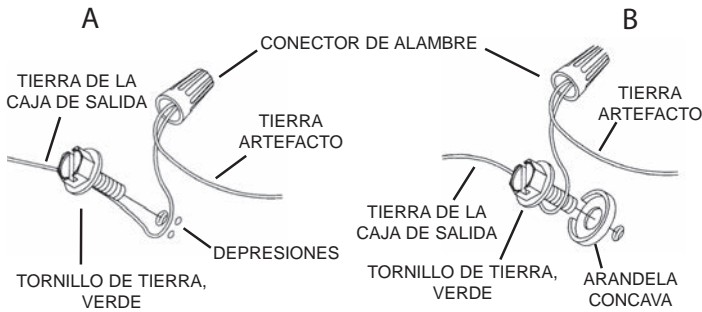 A
B
CONECTOR DE ALAMBRE
TIERRA DE LA
CAJA DE SALIDA
TIERRA
ARTEFACTO
DEPRESIONES
TORNILLO DE TIERRA,
VERDE
TIERRA
ARTEFACTO
TIERRA DE LA
CAJA DE SALIDA
TORNILLO DE TIERRA,
VERDE
ARANDELA
CONCAVA